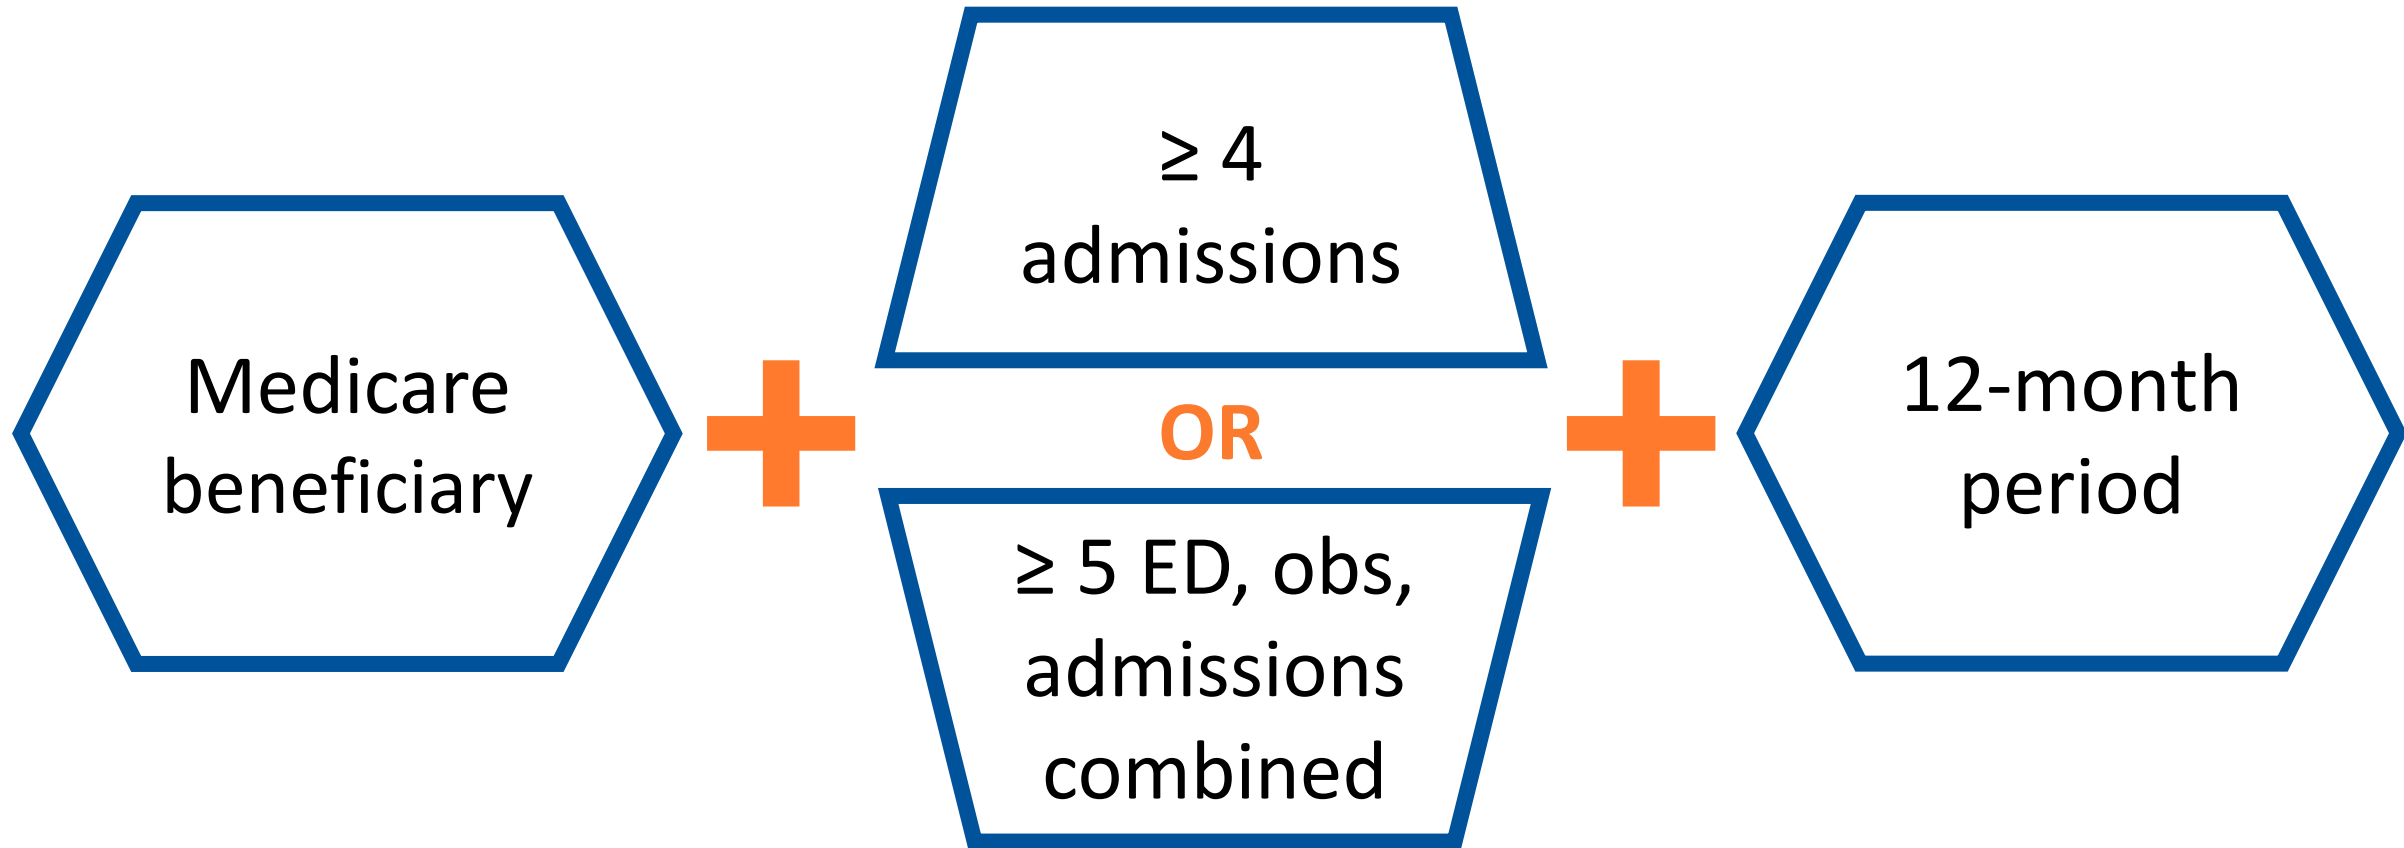 Medicare
beneficiary
≥ 4
admissions
OR
≥ 5 ED, obs,
admissions
combined
12-month
period